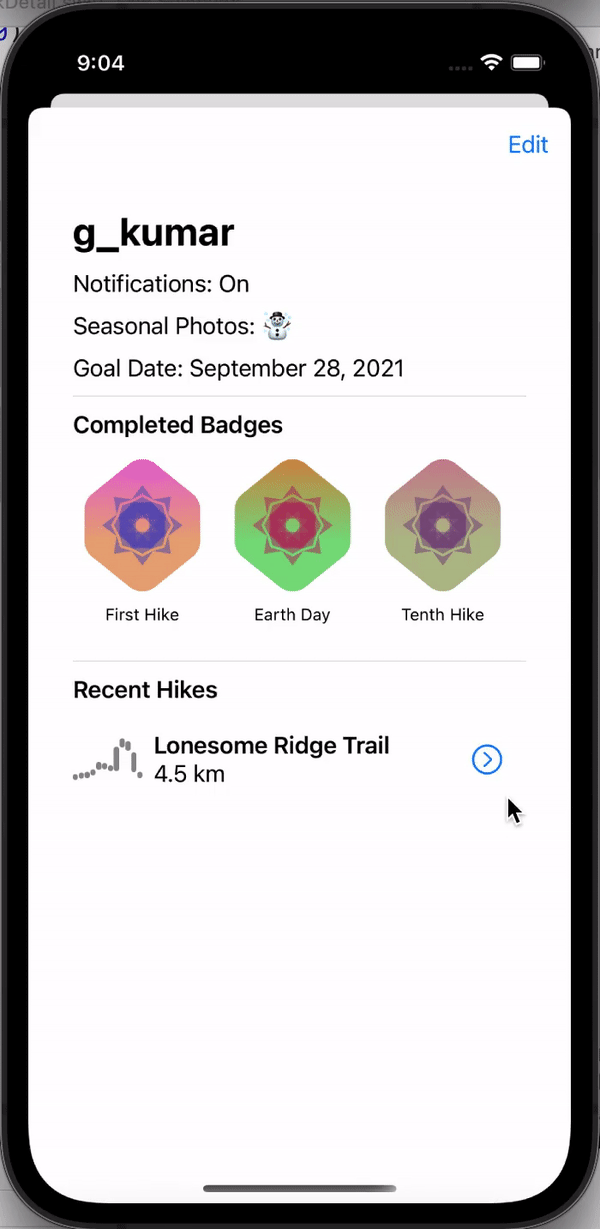 9:04
Edit
g_kumar
Notifications: On
Seasonal Photos: ☃️
Goal Date: September 28, 2021
Completed Badges
First Hike
Earth Day
Tenth Hike
Recent Hikes
Lonesome Ridge Trail
4.5 km